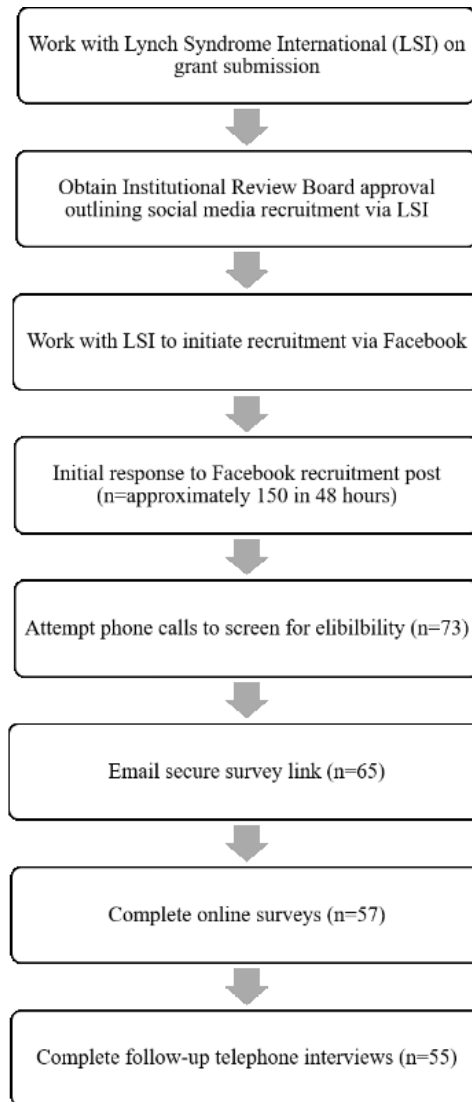 Work with Lynch Syndrome International (LSI) on
grant submission
Obtain Institutional Review Board approval
outlining social media recruitment via LSI
Work with LSI to initiate recruitment via Facebook
Initial response to Facebook recruitment post
(n=approximately 150 in 48 hours)
Attempt phone calls to screen for elibilbility (n=73)
Email secure survey link (n=65)
Complete online surveys (n=57)
Complete follow-up telephone interviews (n=55)